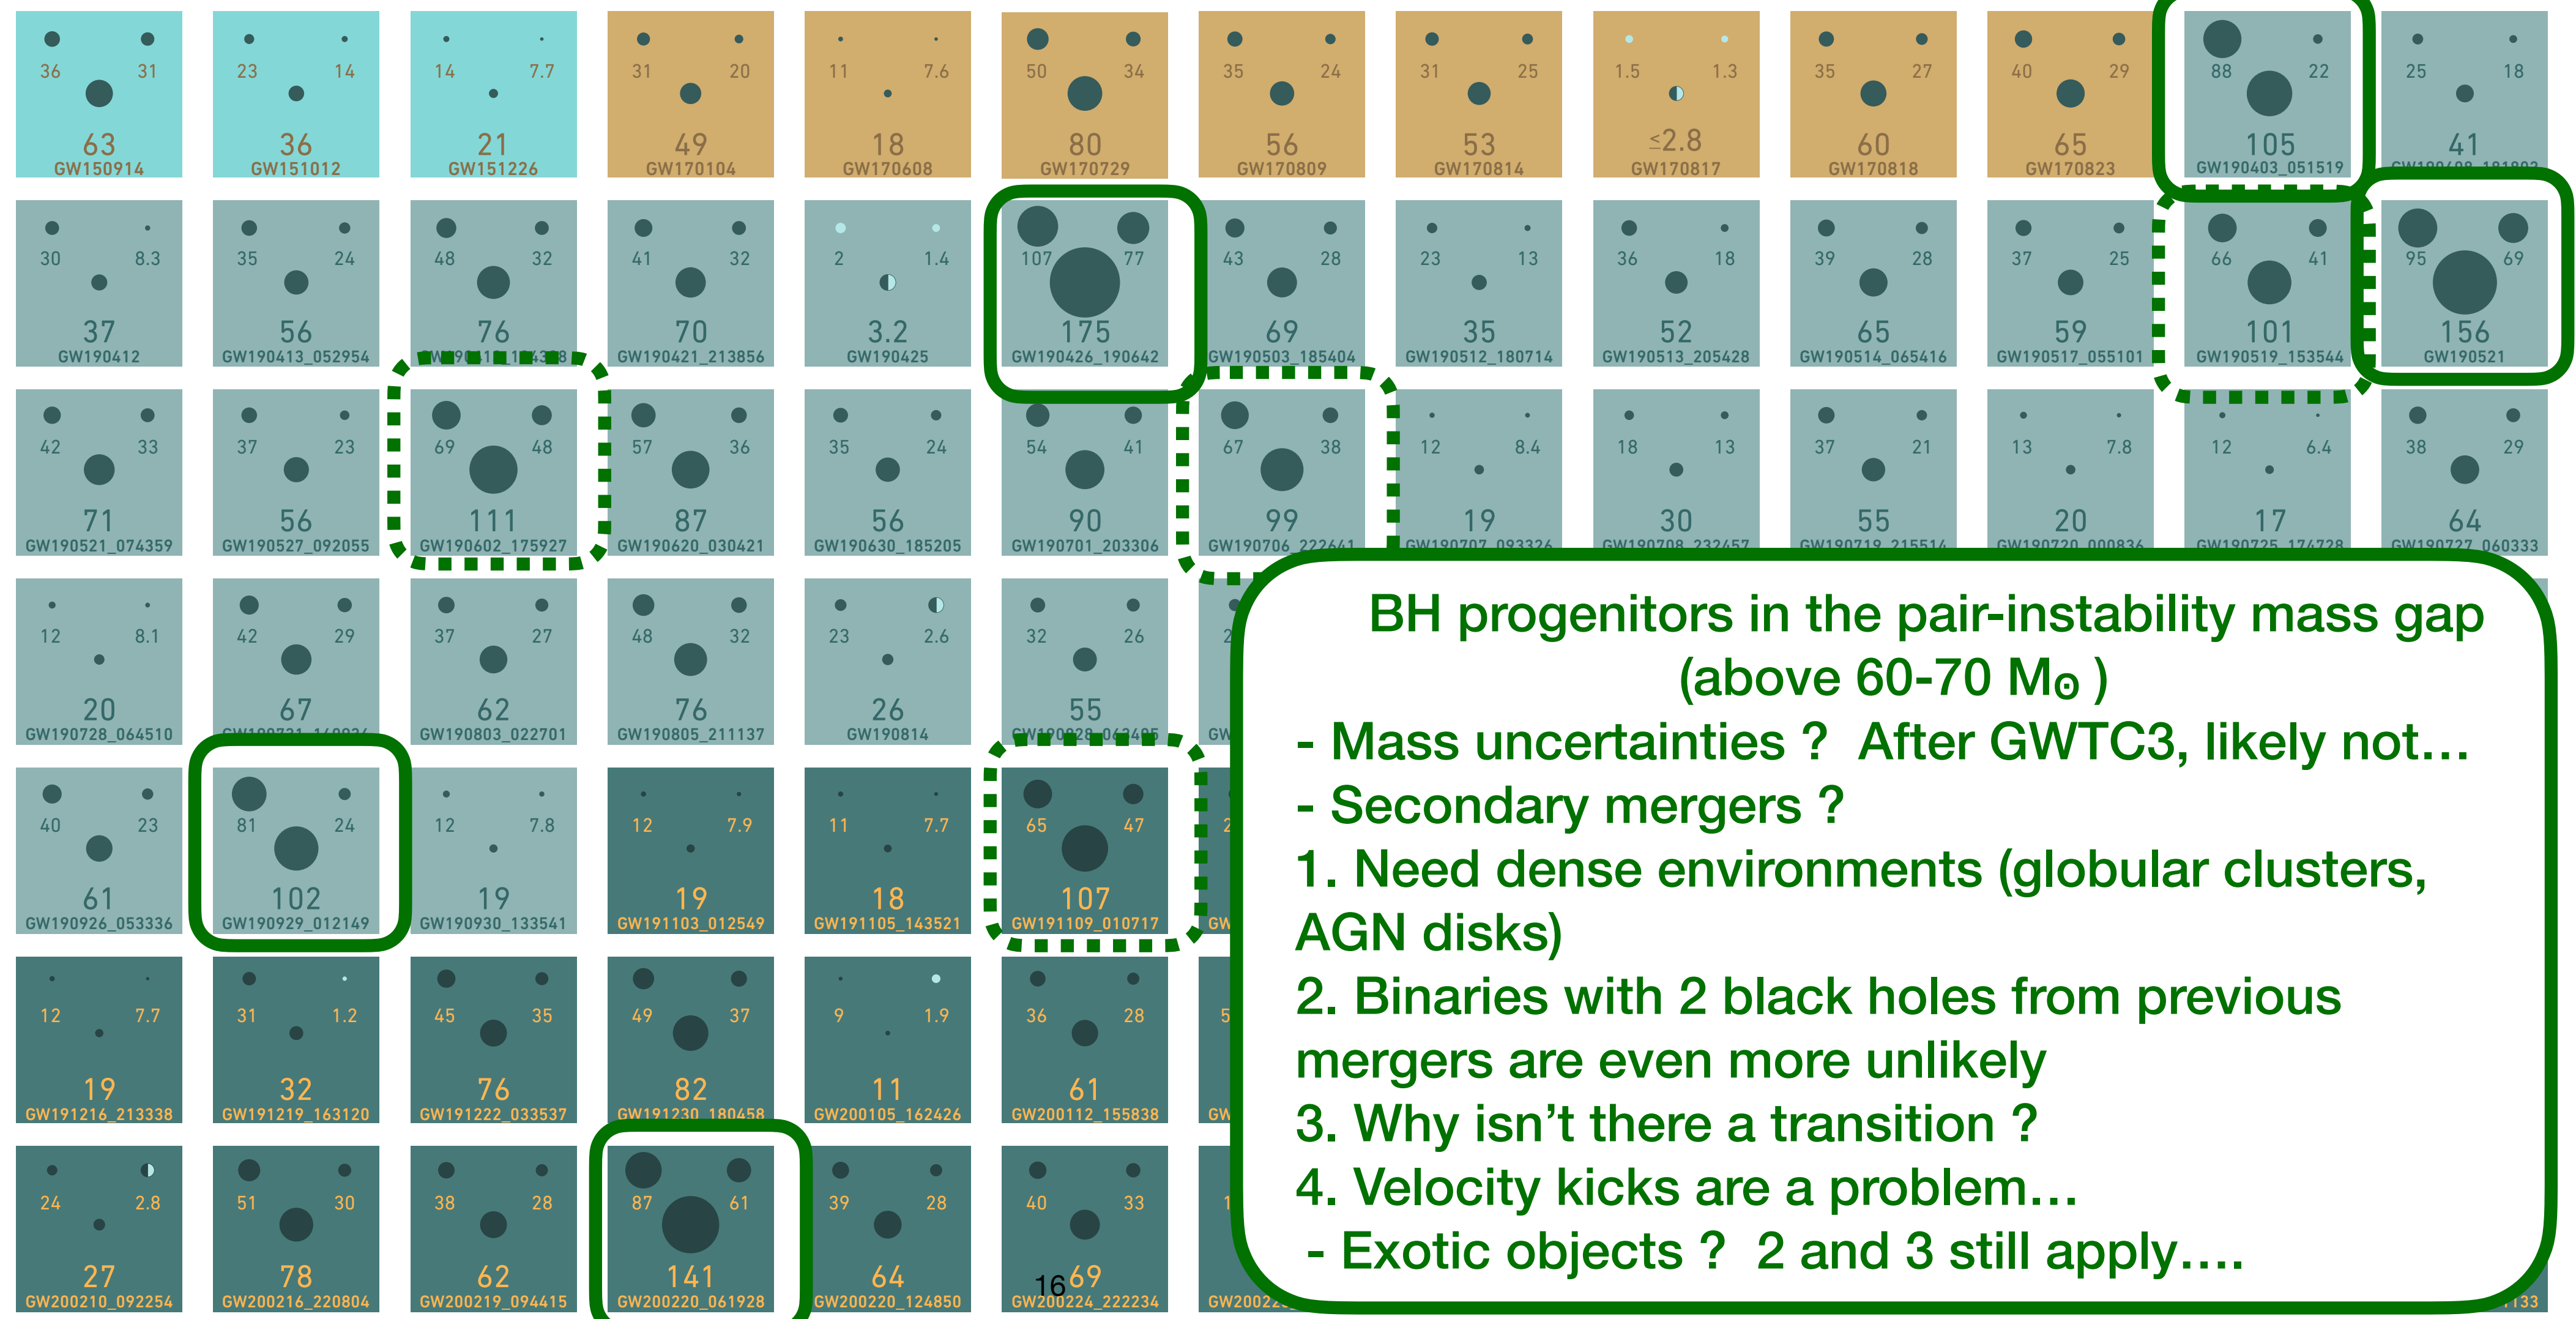 36 31 23 14 14 7.7 31 20 11 7.6 50 34 35 24 31 25 1.5 1.3 35 27 40 29 88 22 25 18
63 36 21 49 18 80 56 53 ≤2.8 60 65 105 41
GW150914 GW151012 GW151226 GW170104 GW170608 GW170729 GW170809 GW170814 GW170817 GW170818 GW170823 GW190403_051519
30 8.3 35 24 48 32 41 32 2 1.4 107 77 43 28 23 13 36 18 39 28 37 25 66 41 95 69
37 56 76 70 3.2 175 69 35 52 65 59 101 156
GW190412 GW190413_052954 GW190421_213856 GW190425 GW190426_190642 GW190503_185404 GW190512_180714 GW190513_205428 GW190514_065416 GW190517_055101 GW190519_153544 GW190521
42 33 37 23 69 48 57 36 35 24 54 41 67 38 12 8.4 18 13 37 21 13 7.8 12 6.4 38 29
71 56 111 87 56 90 99 19 30 55 20 17 64
GW190521_074359 GW190527_092055 GW190602_175927 GW190620_030421 GW190630_185205 GW190701_203306 GW190706_222641 GW190707_093326 GW190708_232457 GW190719_215514 GW190720_000836 GW190725_174728 GW190727_060333
12 8.1 42 29 37 27 48 32 23 2.6 32 26
20 67 62 76 26 55
GW190728_064510 GW190803_022701 GW190805_211137 GW190814
40 23 81 24 12 7.8 12 7.9 11 7.7 65 47
61 102 19 19 18 107
GW190926_053336 GW190929_012149 GW190930_133541 GW191103_012549 GW191105_143521 GW191109_010717
12 7.7 31 1.2 45 35 49 37 9 1.9 36 28
19 32 76 82 11 61
GW191216_213338 GW191219_163120 GW191222_033537 GW191230_180458 GW200105_162426 GW200112_155838
24 2.8 51 30 38 28 87 61 39 28 40 33
27 78 62 141 64 69
GW200210_092254 GW200216_220804 GW200219_094415 GW200220_061928 GW200220_124850 GW200224_222234
16
BH progenitors in the pair-instability mass gap
(above 60-70 M⊙ )
- Mass uncertainties ? After GWTC3, likely not…
- Secondary mergers ?
1. Need dense environments (globular clusters,
AGN disks)
2. Binaries with 2 black holes from previous
mergers are even more unlikely
3. Why isn't there a transition ?
4. Velocity kicks are a problem…
- Exotic objects ? 2 and 3 still apply….